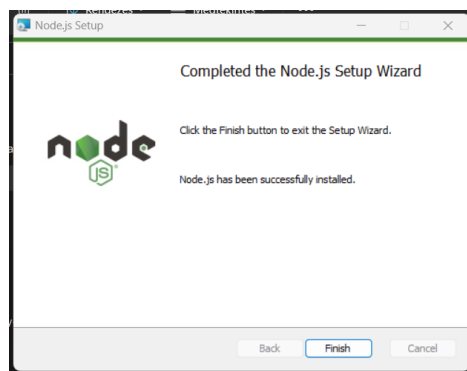 Rendezés
Node.js Setup
Completed the Node.js Setup Wizard
Click the Finish button to exit the Setup Wizard.
node
JS
Node.js has been successfully installed.
Back
Finish
Cancel